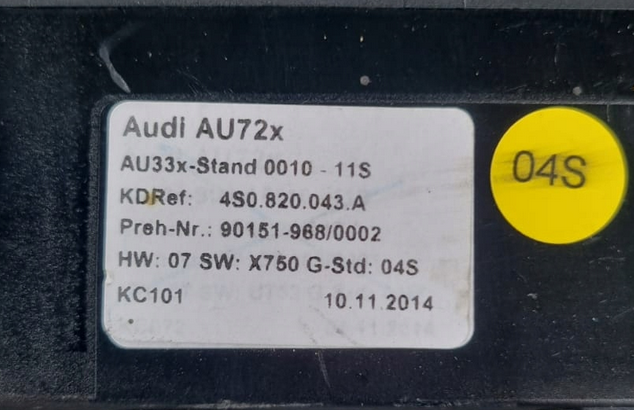 Audi AU72x
AU33x-Stand 0010 - 11S
KDRef: 4S0.820.043.A
Preh-Nr.: 90151-968/0002
HW: 07 SW: X750 G-Std: 04S
KC101 10.11.2014
04S